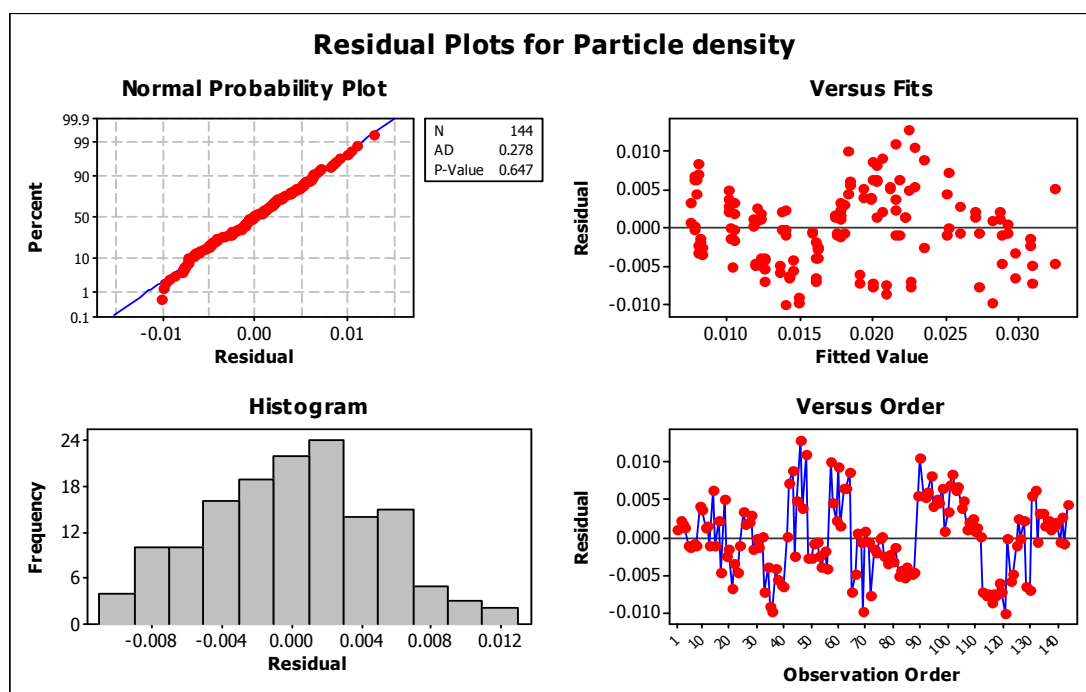 Residual Plots for Particle density
Normal Probability Plot
99.9
99
90
50
10
1
0.1
Percent
-0.01 0.00 0.01
Residual
N 144
AD 0.278
P-Value 0.647
Versus Fits
0.010
0.005
0.000
-0.005
-0.010
Residual
0.010 0.015 0.020 0.025 0.030
Fitted Value
Histogram
24
18
12
6
0
Frequency
-0.008 -0.004 0.000 0.004 0.008 0.012
Residual
Versus Order
0.010
0.005
0.000
-0.005
-0.010
Residual
1 10 20 30 40 50 60 70 80 90 100 110 120 130 140
Observation Order